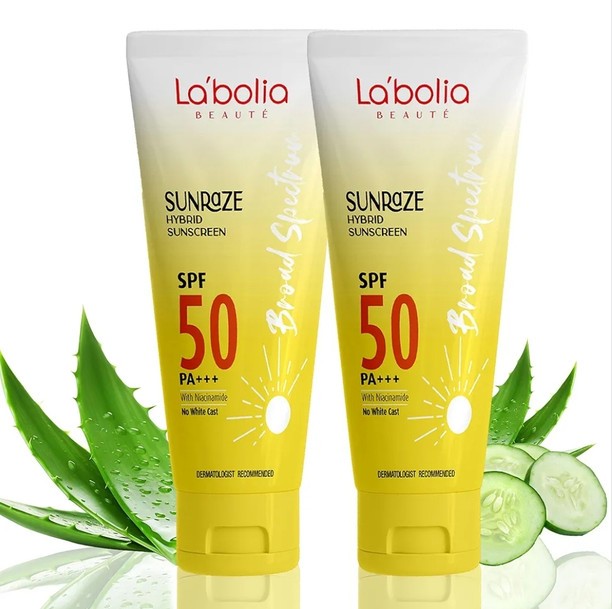 La'bolia
BEAUTÉ
SUNRaZE
HYBRID
SUNSCREEN
Broad Spectrum
SPF
50
PA+++
With Niacinamide
No White Cast
DERMATOLOGIST RECOMMENDED
La'bolia
BEAUTÉ
SUNRaZE
HYBRID
SUNSCREEN
Broad Spectrum
SPF
50
PA+++
With Niacinamide
No White Cast
DERMATOLOGIST RECOMMENDED